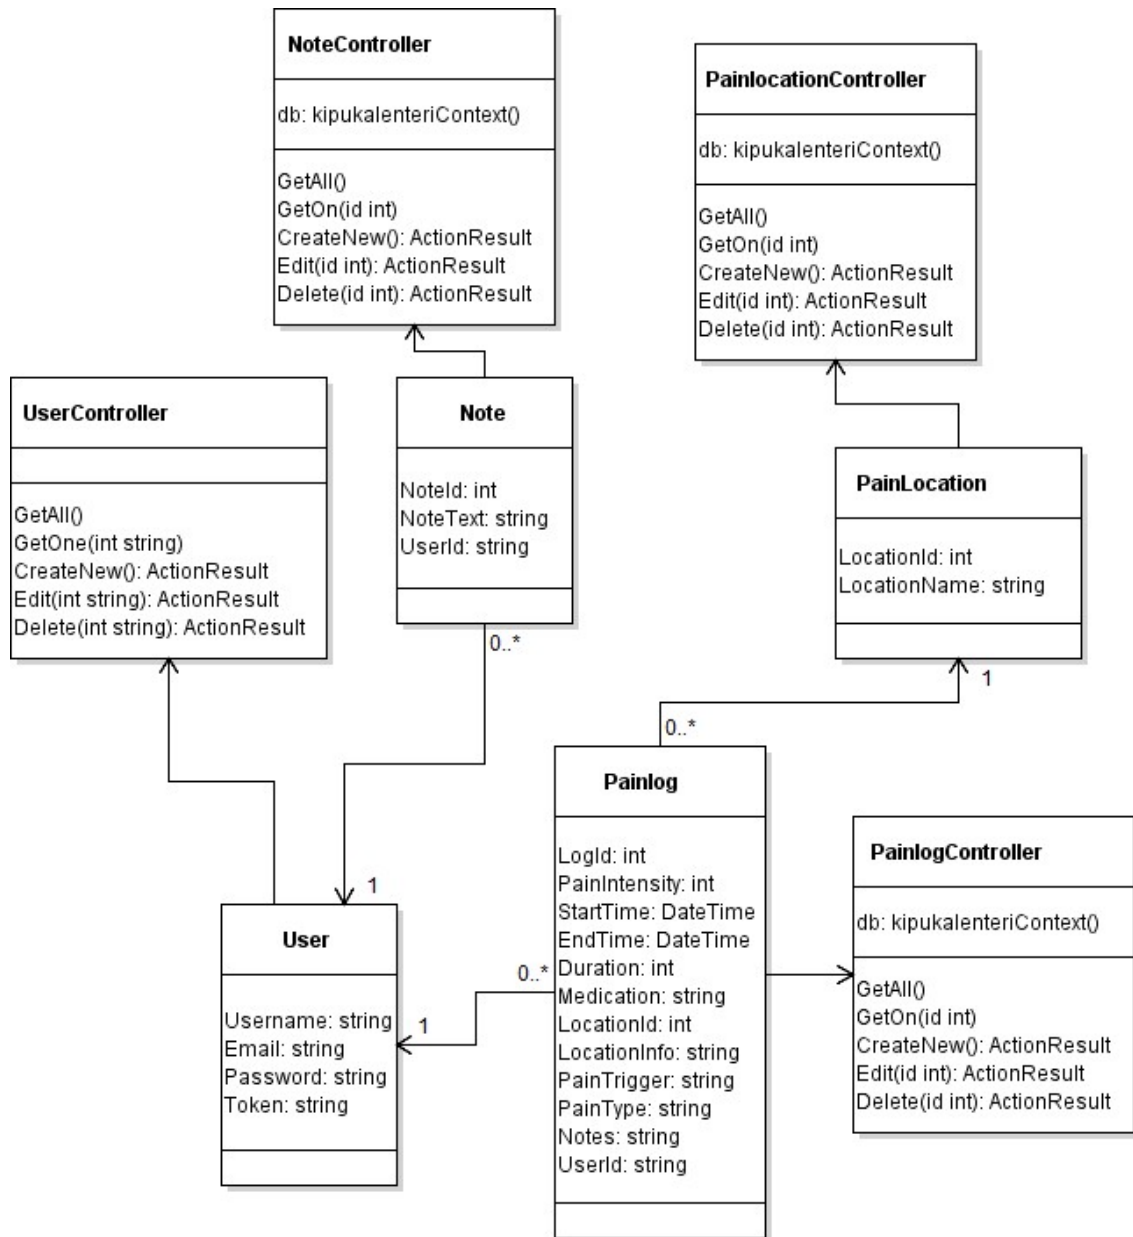 NoteController
db: kipukalenteriContext()
GetAll()
GetOn(id int)
CreateNew(): ActionResult
Edit(id int): ActionResult
Delete(id int): ActionResult
PainlocationController
db: kipukalenteriContext()
GetAll()
GetOn(id int)
CreateNew(): ActionResult
Edit(id int): ActionResult
Delete(id int): ActionResult
UserController
GetAll()
GetOne(int string)
CreateNew(): ActionResult
Edit(int string): ActionResult
Delete(int string): ActionResult
Note
NoteId: int
NoteText: string
UserId: string
0..*
PainLocation
LocationId: int
LocationName: string
1
0..*
Painlog
LogId: int
PainIntensity: int
StartTime: DateTime
EndTime: DateTime
Duration: int
Medication: string
LocationId: int
LocationInfo: string
PainTrigger: string
PainType: string
Notes: string
UserId: string
PainlogController
db: kipukalenteriContext()
GetAll()
GetOn(id int)
CreateNew(): ActionResult
Edit(id int): ActionResult
Delete(id int): ActionResult
1
User
Username: string
Email: string
Password: string
Token: string
0..*
1